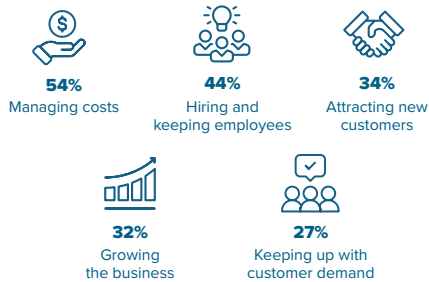 $
54%
Managing costs
44%
Hiring and
keeping employees
34%
Attracting new
customers
32%
Growing
the business
27%
Keeping up with
customer demand